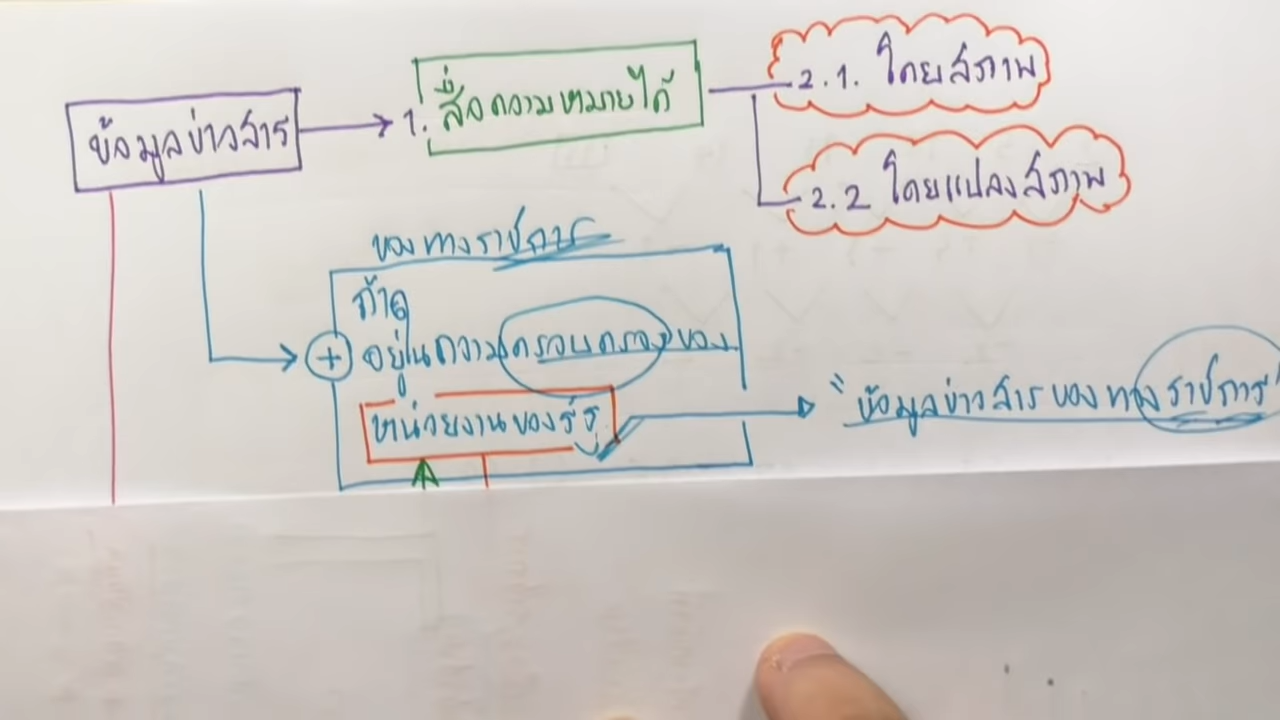 ข้อมูลข่าวสาร
1. สื่อความหมายได้
2.1. โดยสภาพ
2.2 โดยแปลงสภาพ
ของทางราชการ
ถ้าอ
อยู่ในความครอบครองของ
หน่วยงานของรัฐ
"ข้อมูลข่าวสารของทางราชการ